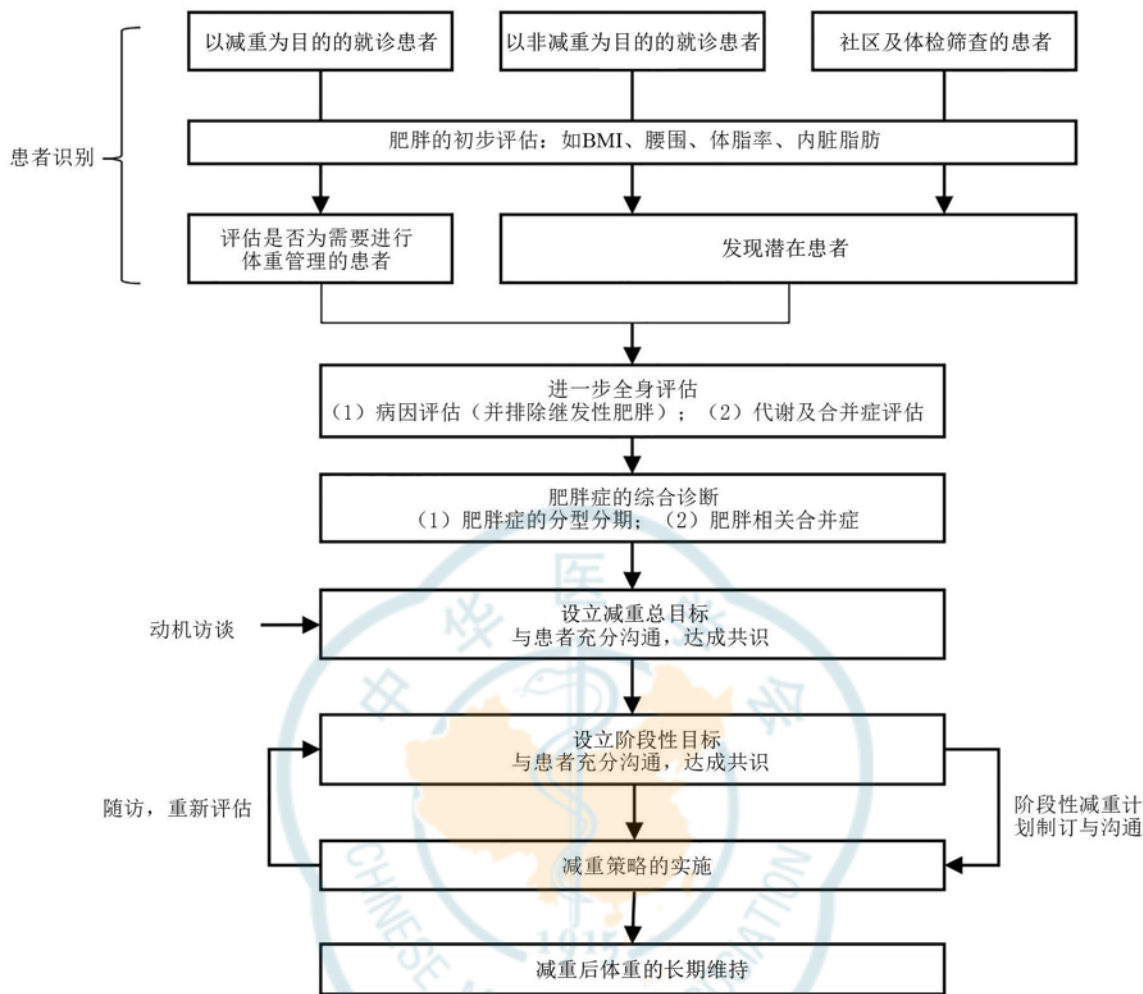 以减重为目的的就诊患者
以非减重为目的的就诊患者
社区及体检筛查的患者
患者识别
肥胖的初步评估：如BMI、腰围、体脂率、内脏脂肪
评估是否为需要进行
体重管理的患者
发现潜在患者
进一步全身评估
（1）病因评估（并排除继发性肥胖）；（2）代谢及合并症评估
肥胖症的综合诊断
（1）肥胖症的分型分期；（2）肥胖相关合并症
动机访谈
设立减重总目标
与患者充分沟通，达成共识
设立阶段性目标
与患者充分沟通，达成共识
随访，重新评估
阶段性减重计
划制订与沟通
减重策略的实施
减重后体重的长期维持
中华医学会
CHINESE M
OCIATION
1915